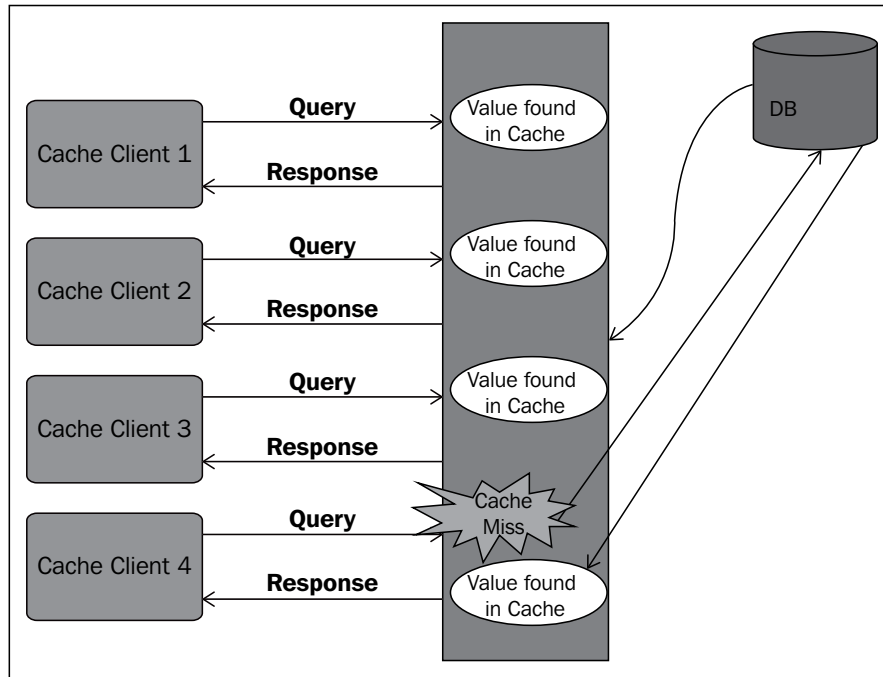 Query
Value found
in Cache
DB
Cache Client 1
Response
Query
Value found
in Cache
Cache Client 2
Response
Query
Value found
in Cache
Cache Client 3
Response
Cache
Miss
Query
Cache Client 4
Response
Value found
in Cache